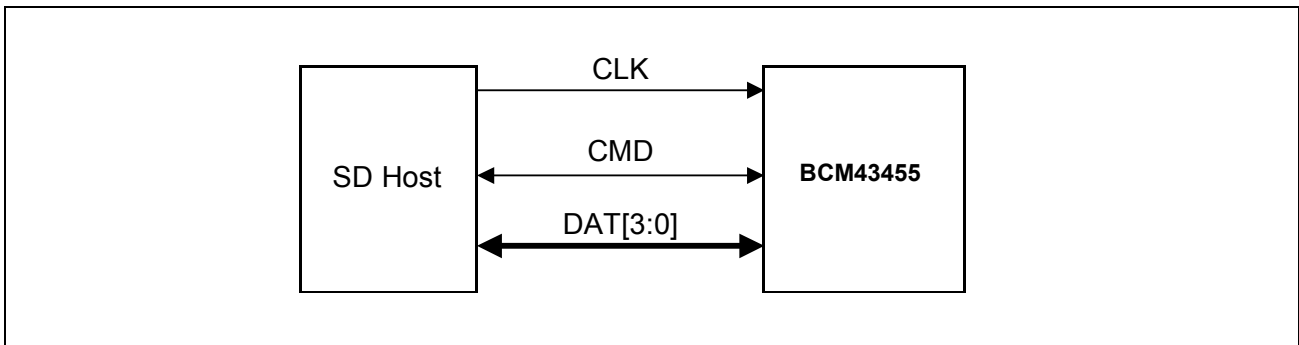 CLK
CMD
SD Host
BCM43455
DAT[3:0]